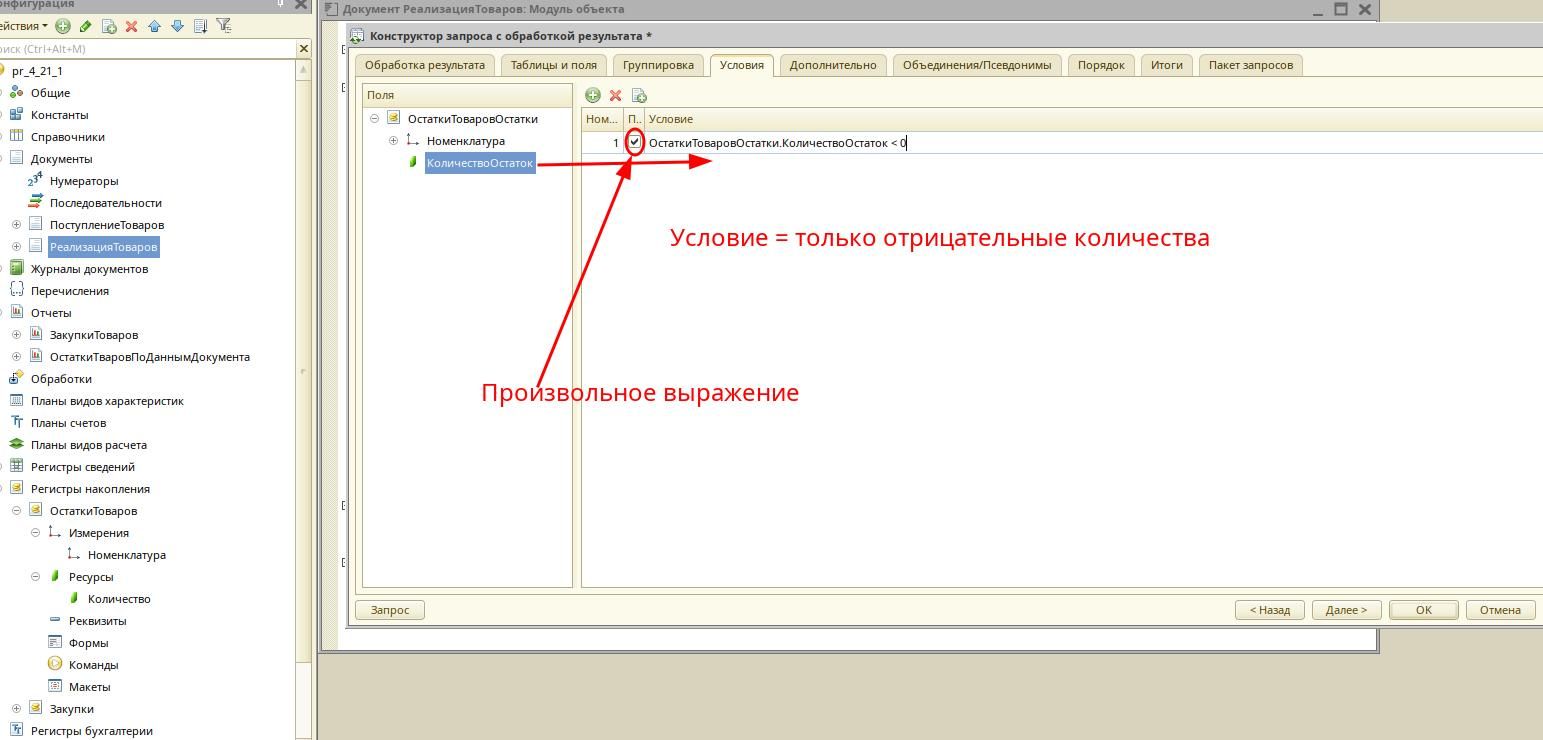 онфигурация
ействия
оиск (Ctrl+Alt+M)
pr_4_21_1
Общие
Константы
Справочники
Документы
Нумераторы
Последовательности
ПоступлениеТоваров
РеализацияТоваров
Журналы документов
Перечисления
Отчеты
ЗакупкиТоваров
ОстаткиТваровПоДаннымДокумента
Обработки
Планы видов характеристик
Планы счетов
Планы видов расчета
Регистры сведений
Регистры накопления
ОстаткиТоваров
Измерения
Номенклатура
Ресурсы
Количество
Реквизиты
Формы
Команды
Макеты
Закупки
Регистры бухгалтерии
Документ РеализацияТоваров: Модуль объекта
Конструктор запроса с обработкой результата *
Обработка результата Таблицы и поля Группировка Условия Дополнительно Объединения/Псевдонимы Порядок Итоги Пакет запросов
Поля
ОстаткиТоваровОстатки
Номенклатура
КоличествоОстаток
Ном... П.. Условие
1 ОстаткиТоваровОстатки.КоличествоОстаток < 0
Условие = только отрицательные количества
Произвольное выражение
Запрос < Назад Далее > OK Отмена